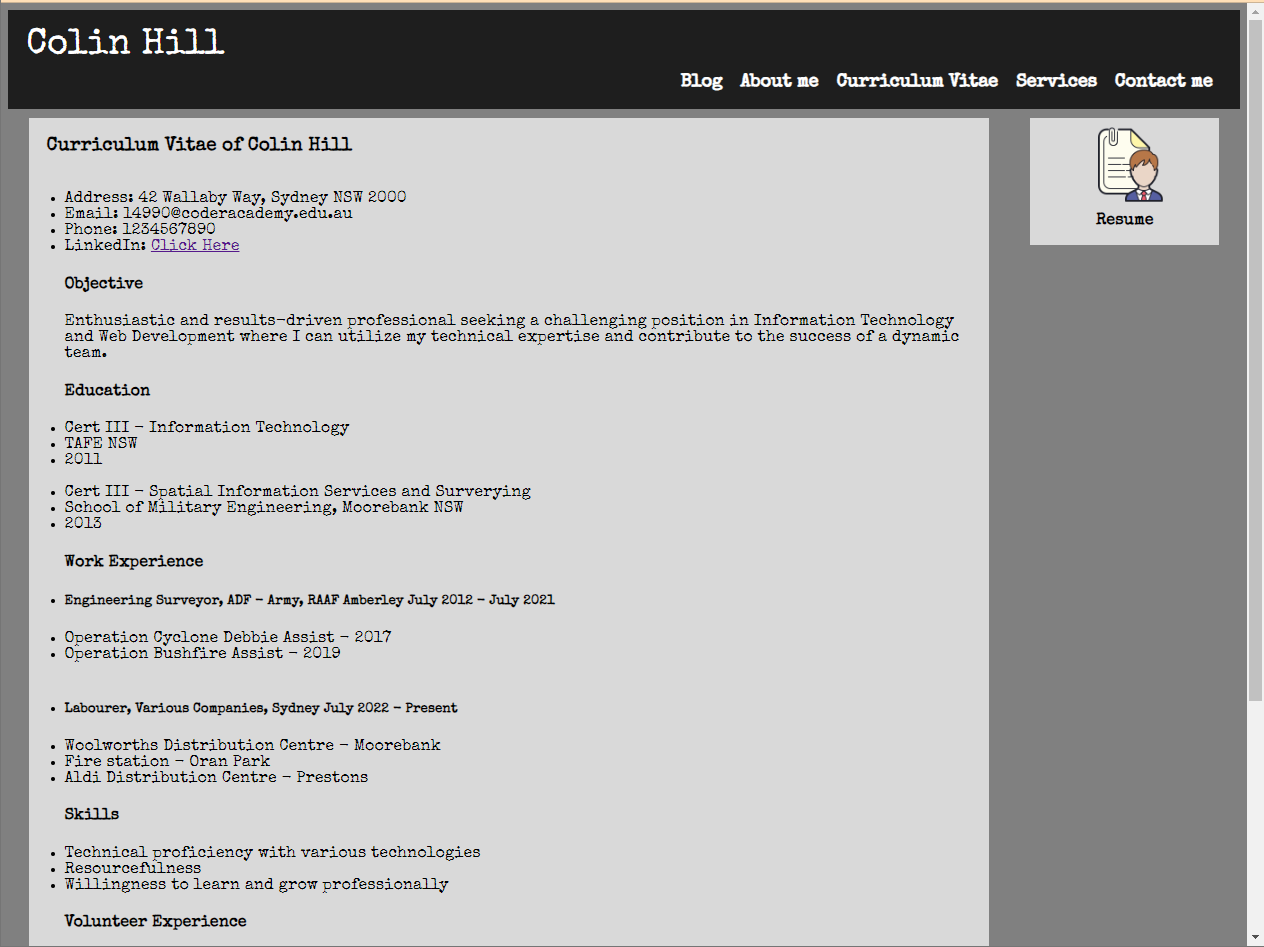 Colin Hill
Blog About me Curriculum Vitae Services Contact me
Curriculum Vitae of Colin Hill
Address: 42 Wallaby Way, Sydney NSW 2000
Email: 14990@coderacademy.edu.au
Phone: 1234567890
LinkedIn: Click Here
Objective
Enthusiastic and results-driven professional seeking a challenging position in Information Technology
and Web Development where I can utilize my technical expertise and contribute to the success of a dynamic
team.
Education
Cert III - Information Technology
TAFE NSW
2011
Cert III - Spatial Information Services and Surverying
School of Military Engineering, Moorebank NSW
2013
Work Experience
Engineering Surveyor, ADF - Army, RAAF Amberley July 2012 - July 2021
Operation Cyclone Debbie Assist - 2017
Operation Bushfire Assist - 2019
Labourer, Various Companies, Sydney July 2022 - Present
Woolworths Distribution Centre - Moorebank
Fire station - Oran Park
Aldi Distribution Centre - Prestons
Skills
Technical proficiency with various technologies
Resourcefulness
Willingness to learn and grow professionally
Volunteer Experience
Resume